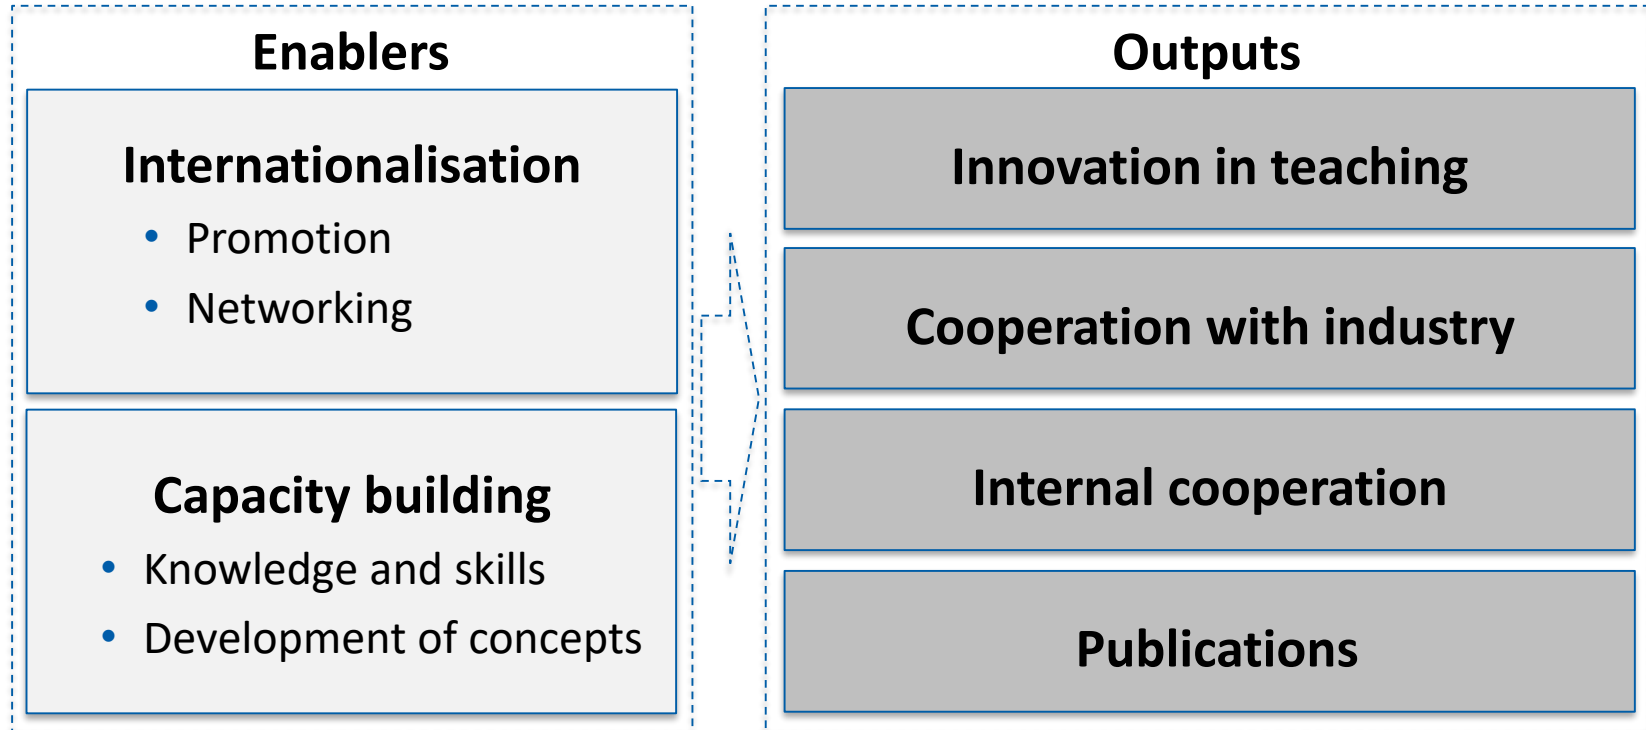 Enablers
Internationalisation
• Promotion
• Networking
Capacity building
• Knowledge and skills
• Development of concepts
Outputs
Innovation in teaching
Cooperation with industry
Internal cooperation
Publications